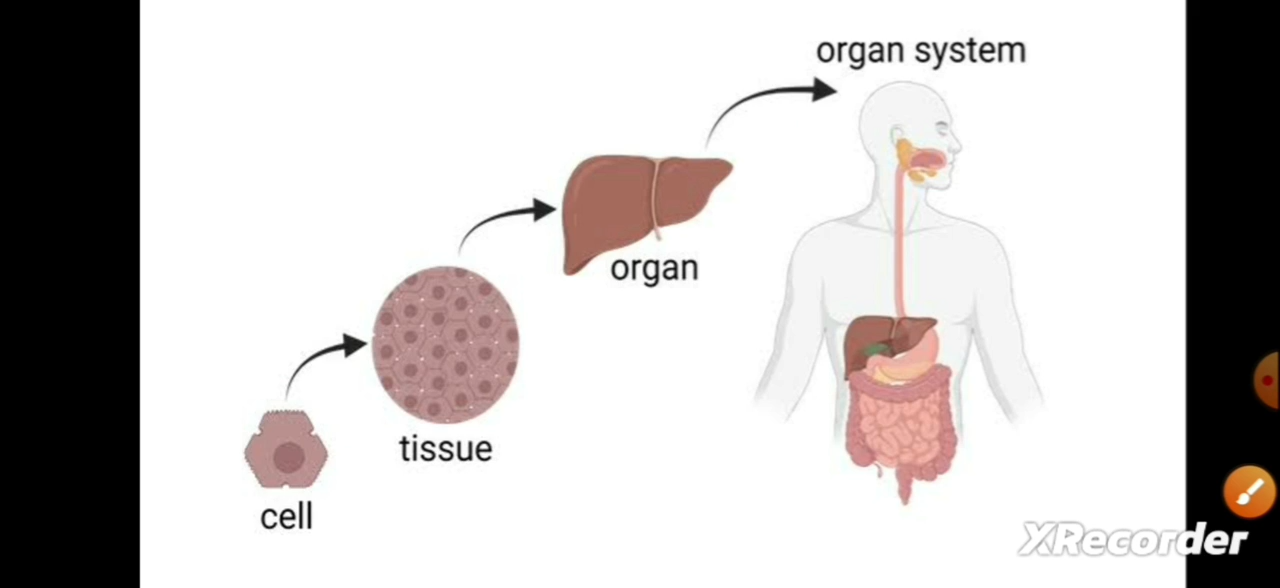 organ system
organ
tissue
cell
XRecorder